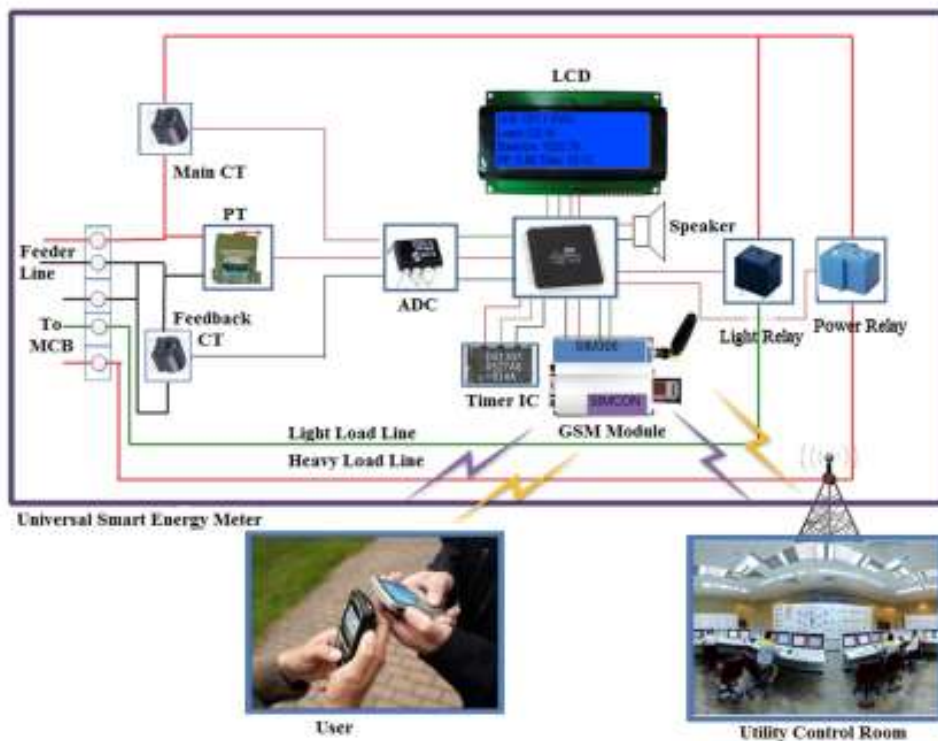 LCD
Main CT
PT
Speaker
Feeder
Line
ADC
To
MCB
Feedback
CT
Light Relay
Power Relay
Timer IC
SIMCON
GSM Module
Light Load Line
Heavy Load Line
Universal Smart Energy Meter
User
Utility Control Room